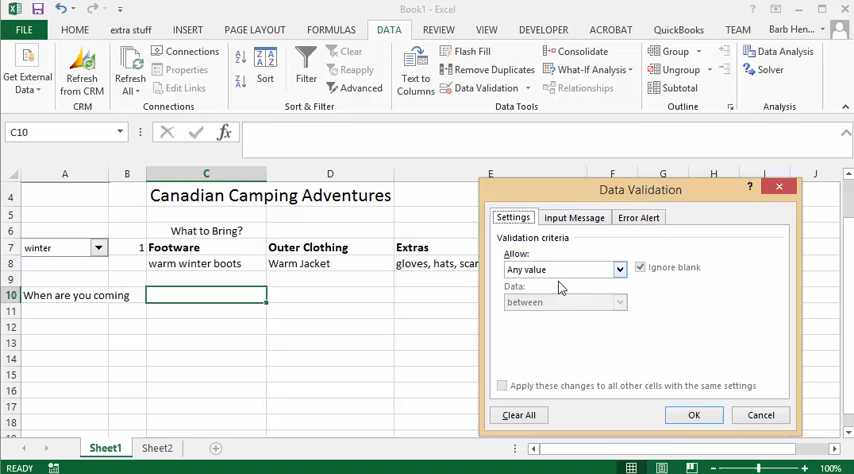 Book1 - Excel
FILE HOME extra stuff INSERT PAGE LAYOUT FORMULAS DATA REVIEW VIEW DEVELOPER ACROBAT QuickBooks TEAM Barb Hen...
Get External Data
Refresh from CRM
CRM
Refresh All
Connections
Properties
Edit Links
Connections
Sort
Filter
Clear
Reapply
Advanced
Sort & Filter
Text to Columns
Flash Fill
Remove Duplicates
Data Validation
Consolidate
What-If Analysis
Relationships
Data Tools
Group
Ungroup
Subtotal
Outline
Data Analysis
Solver
Analysis
C10
fx
A B C D E F G H I J
4 Canadian Camping Adventures
5
6 What to Bring?
7 winter 1 Footware Outer Clothing Extras
8 warm winter boots Warm Jacket gloves, hats, scar
9
10 When are you coming
11
12
13
14
15
16
17
18
Data Validation
?
Settings Input Message Error Alert
Validation criteria
Allow:
Any value
Ignore blank
Data:
between
Apply these changes to all other cells with the same settings
Clear All OK Cancel
Sheet1 Sheet2
READY 100%